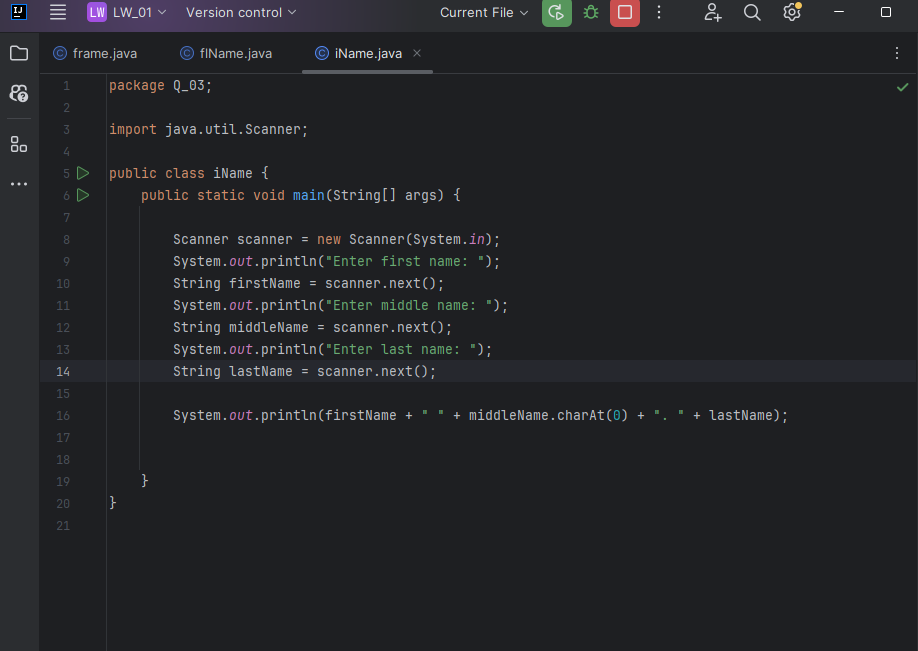 IJ LW LW_01 Version control Current File
frame.java flName.java iName.java
1 package Q_03;
2
3 import java.util.Scanner;
4
5 public class iName {
6 public static void main(String[] args) {
7
8 Scanner scanner = new Scanner(System.in);
9 System.out.println("Enter first name: ");
10 String firstName = scanner.next();
11 System.out.println("Enter middle name: ");
12 String middleName = scanner.next();
13 System.out.println("Enter last name: ");
14 String lastName = scanner.next();
15
16 System.out.println(firstName + " " + middleName.charAt(0) + ". " + lastName);
17
18
19 }
20 }
21